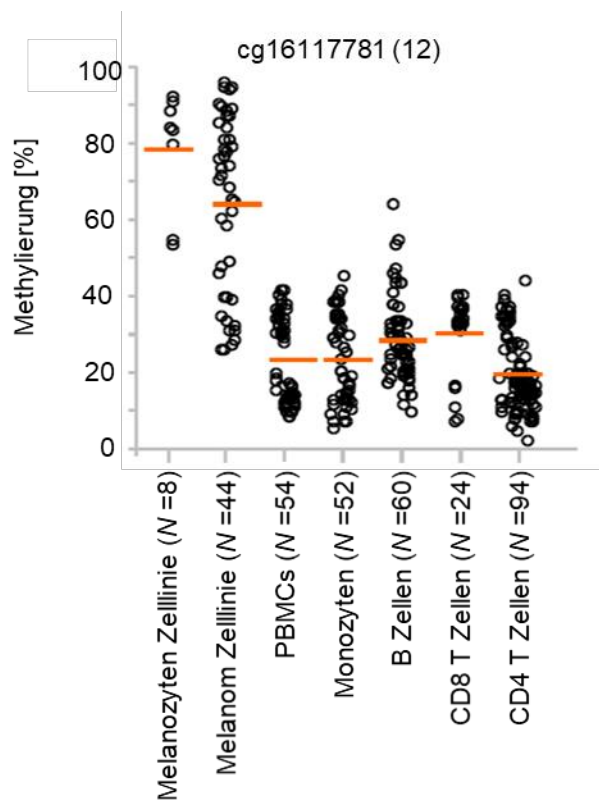 cg16117781 (12)
Methylierung [%]
100
80
60
40
20
0
Melanozyten Zelllinie (N =8)
Melanom Zelllinie (N =44)
PBMCs (N =54)
Monozyten (N =52)
B Zellen (N =60)
CD8 T Zellen (N =24)
CD4 T Zellen (N =94)